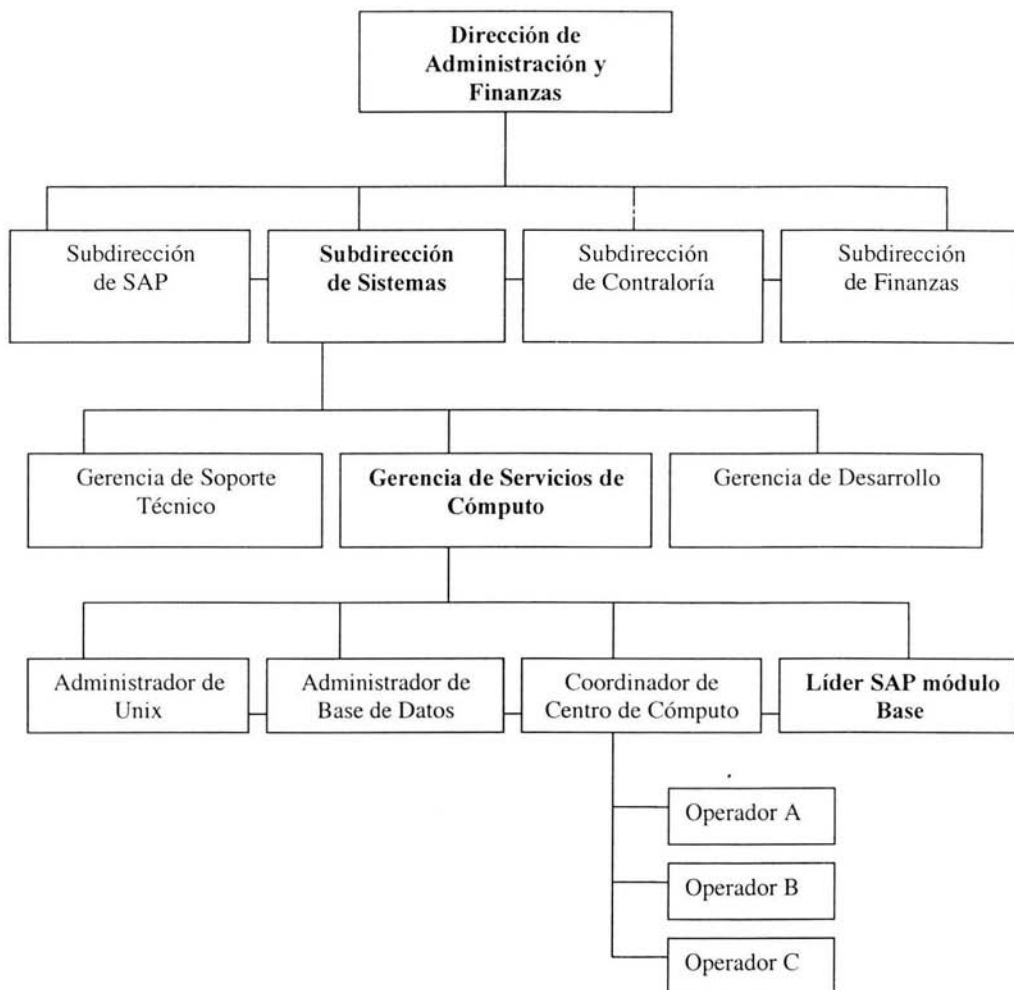 Dirección de
Administración y
Finanzas
Subdirección
de SAP
Subdirección
de Sistemas
Subdirección
de Contraloría
Subdirección
de Finanzas
Gerencia de Soporte
Técnico
Gerencia de Servicios de
Cómputo
Gerencia de Desarrollo
Administrador de
Unix
Administrador de
Base de Datos
Coordinador de
Centro de Cómputo
Líder SAP módulo
Base
Operador A
Operador B
Operador C